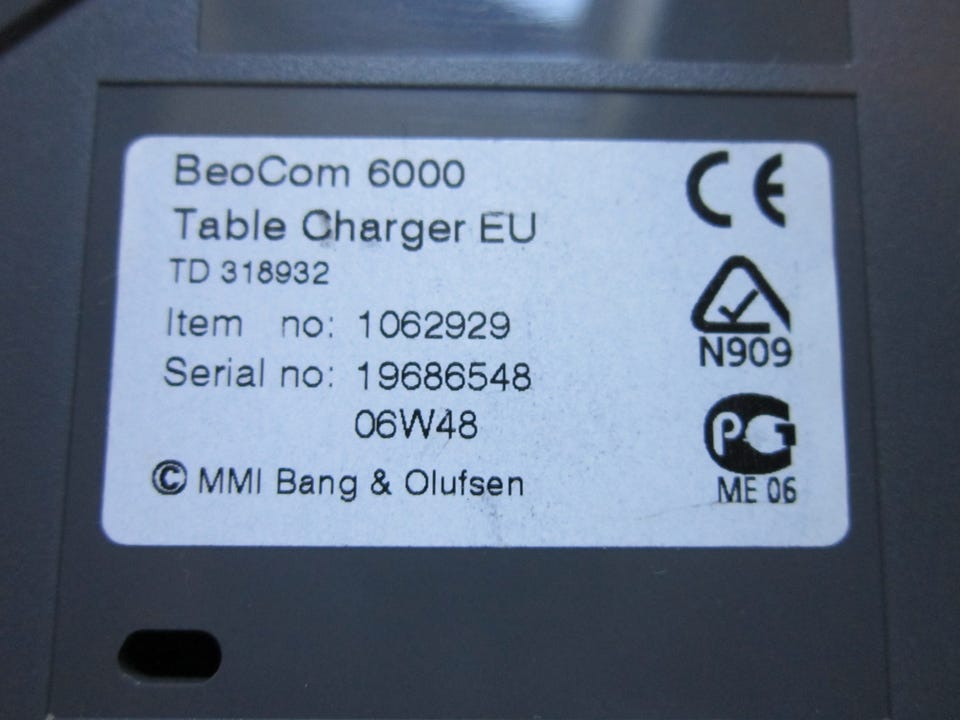 BeoCom 6000
Table Charger EU
TD 318932
Item no: 1062929
Serial no: 19686548
06W48
© MMI Bang & Olufsen
CE
N909
PG
ME 06